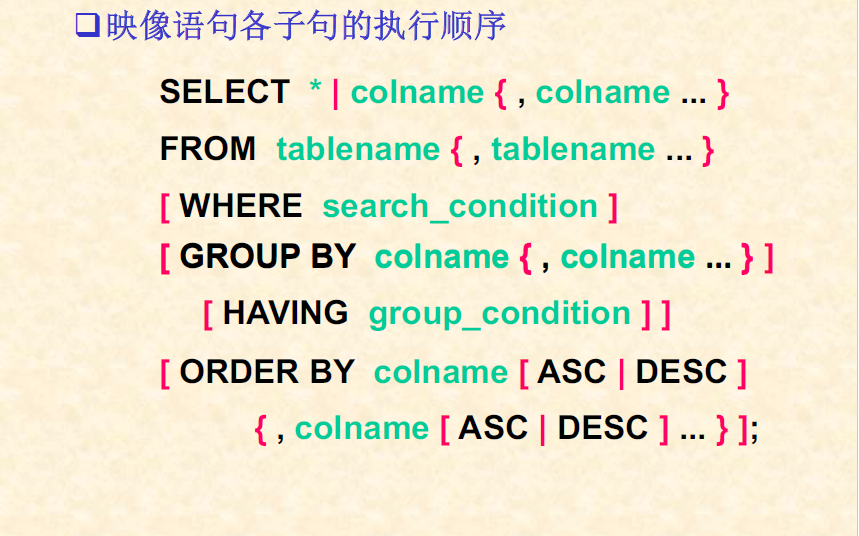 ❑映像语句各子句的执行顺序
SELECT * | colname { , colname ... }
FROM tablename { , tablename ... }
[ WHERE search_condition ]
[ GROUP BY colname { , colname ... } ]
[ HAVING group_condition ] ]
[ ORDER BY colname [ ASC | DESC ]
{ , colname [ ASC | DESC ] ... } ];